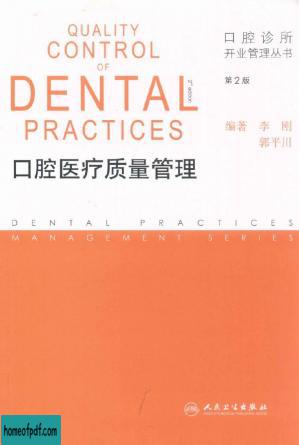 QUALITY
CONTROL
OF
DENTAL
2nd edition
PRACTICES
口腔医疗质量管理
口腔诊所
开业管理丛书
第2版
编著 李 刚
郭平川
DENTAL PRACTICES
MANAGEMENT SERIES
人民卫生出版社
homeofpdf.com